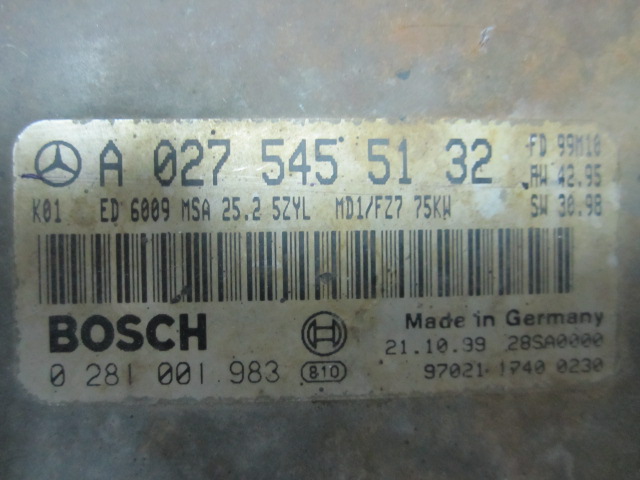 A 027 545 51 32
FD 99M10
HW 42.95
SW 30.98
K01 ED 6009 MSA 25.2 5ZYL MD1/FZ7 75KW
BOSCH
Made in Germany
21.10.99 28SA0000
0 281 001 983 810
97021 1740 0230